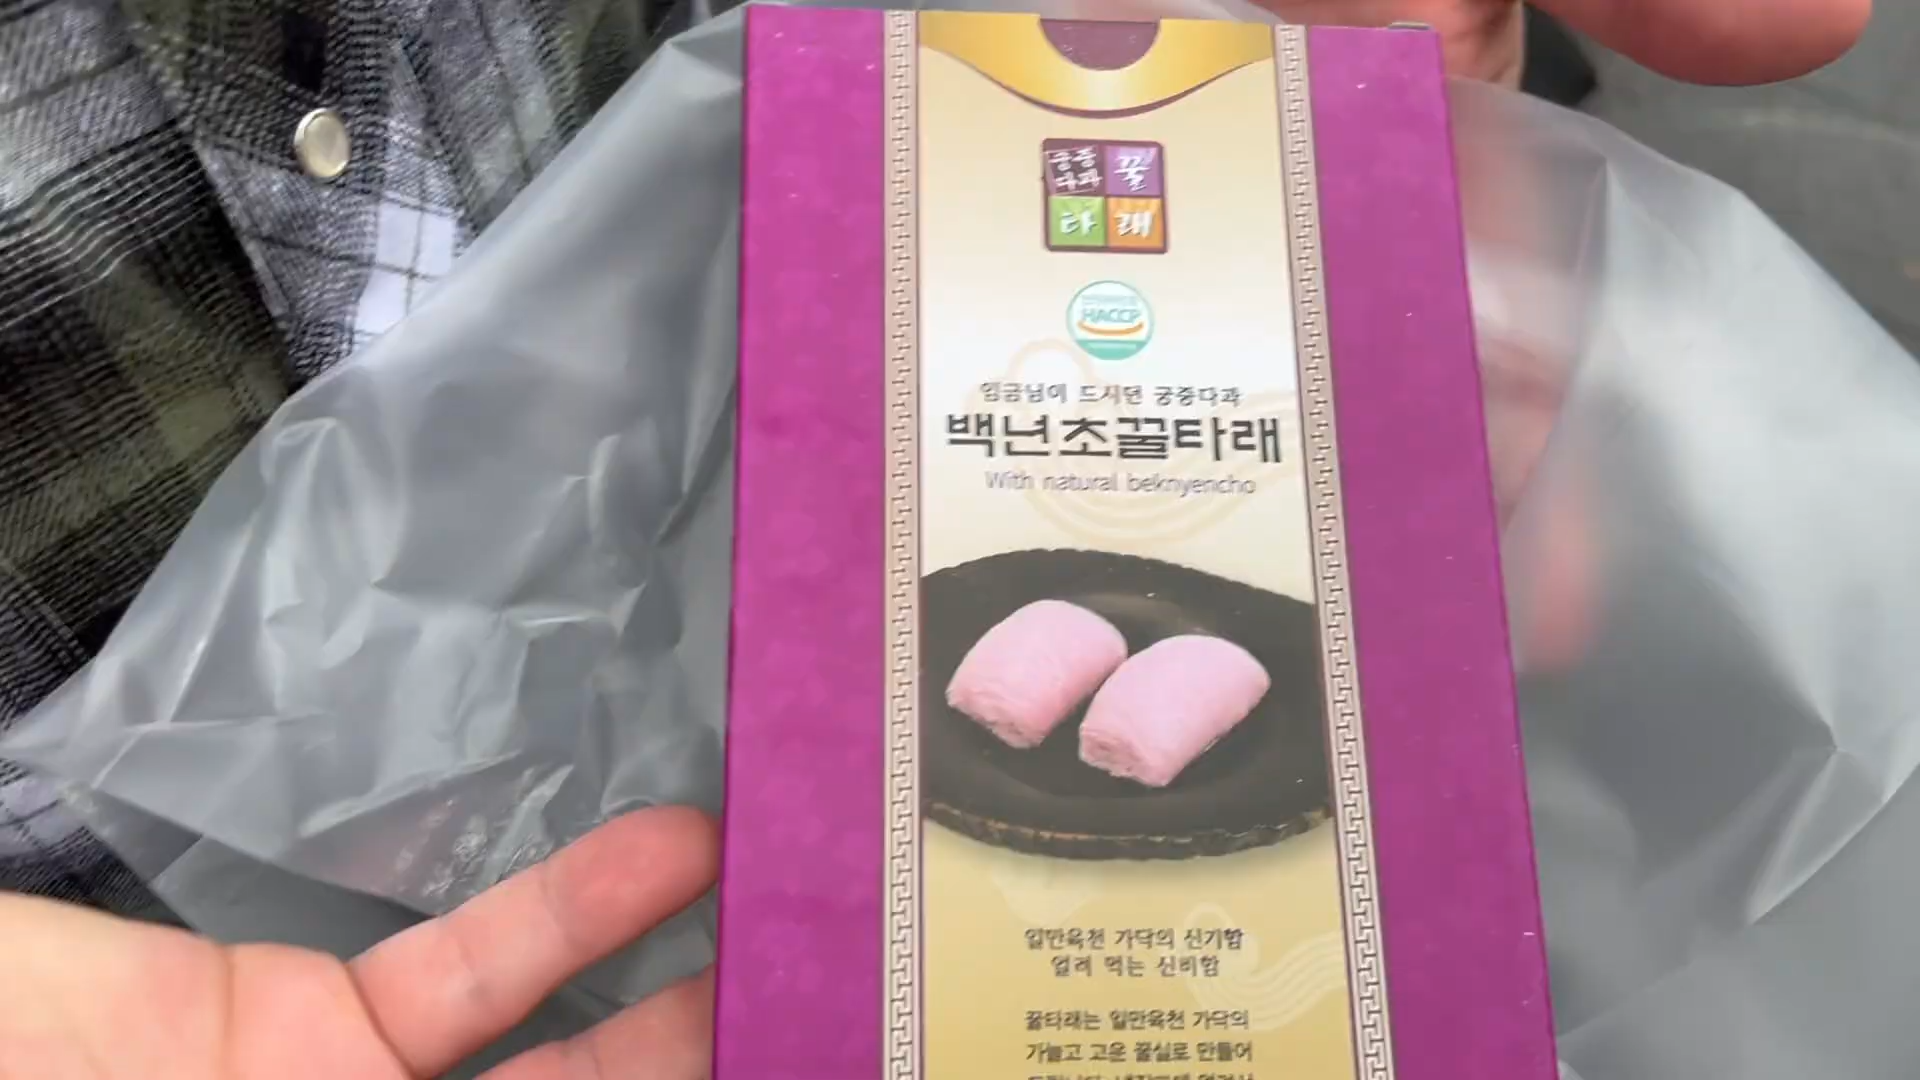 궁중 꿀
다과
타 래
HACCP
임금님이 드시던 궁중다과
백년초꿀타래
With natural beknyencho
일만육천 가닥의 신기함
얼려 먹는 신비함
꿀타래는 일만육천 가닥의
가늘고 고운 꿀실로 만들어